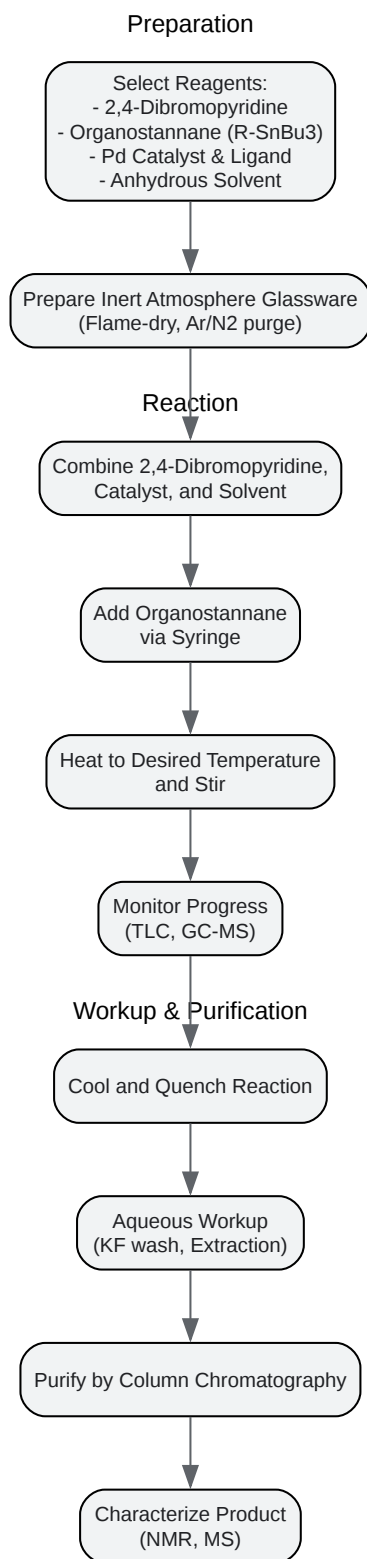 Preparation
Select Reagents:
- 2,4-Dibromopyridine
- Organostannane (R-SnBu3)
- Pd Catalyst & Ligand
- Anhydrous Solvent
Prepare Inert Atmosphere Glassware
(Flame-dry, Ar/N2 purge)
Reaction
Combine 2,4-Dibromopyridine,
Catalyst, and Solvent
Add Organostannane
via Syringe
Heat to Desired Temperature
and Stir
Monitor Progress
(TLC, GC-MS)
Workup & Purification
Cool and Quench Reaction
Aqueous Workup
(KF wash, Extraction)
Purify by Column Chromatography
Characterize Product
(NMR, MS)